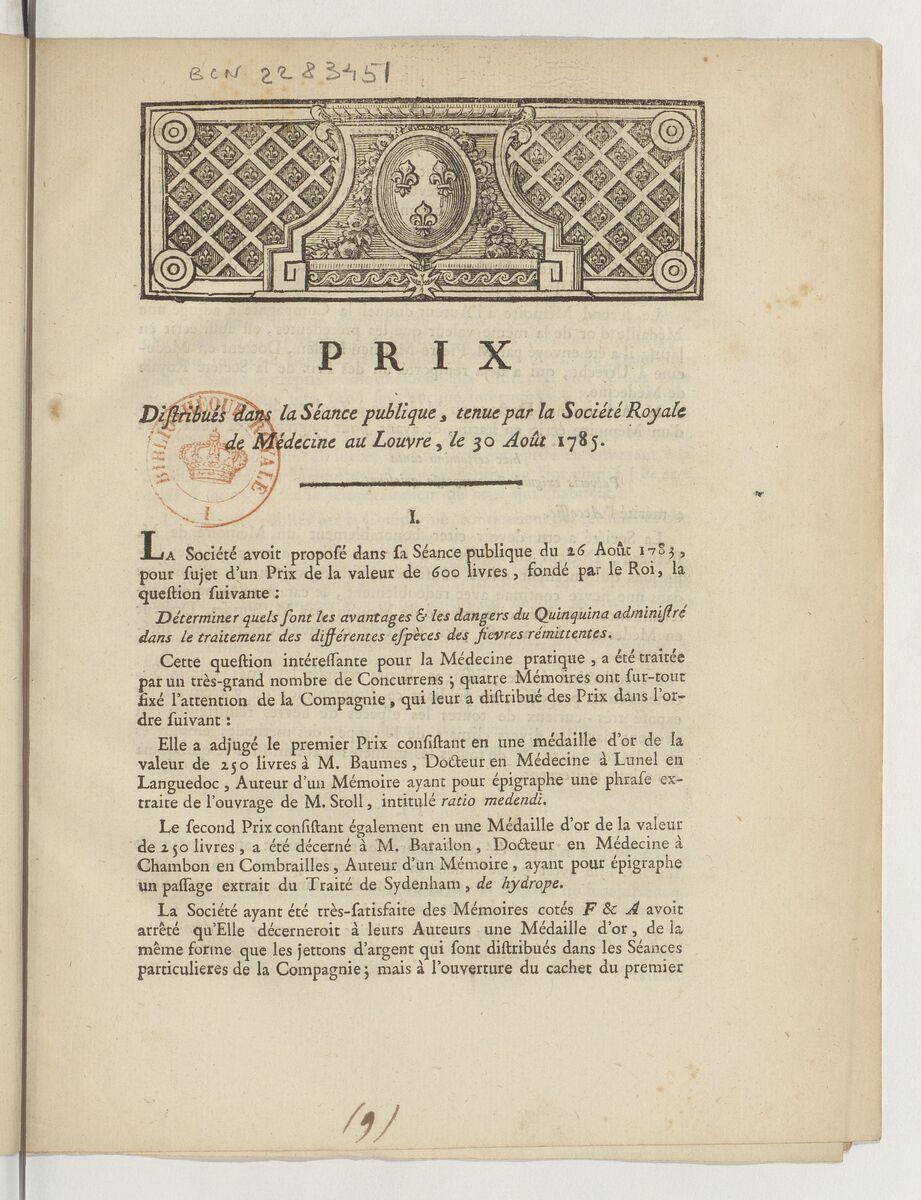 BCN 2283451
PRIX
Diſtribués dans la Séance publique, tenue par la Société Royale
de Médecine au Louvre, le 30 Août 1785.
BIBLIOTHEQUE ROYALE
I
I.
LA Société avoit propoſé dans ſa Séance publique du 26 Août 1783,
pour ſujet d'un Prix de la valeur de 600 livres, fondé par le Roi, la
queſtion ſuivante :
Déterminer quels ſont les avantages & les dangers du Quinquina adminiſtré
dans le traitement des différentes eſpèces des fievres rémittentes.
Cette queſtion intéreſſante pour la Médecine pratique, a été traitée
par un très-grand nombre de Concurrens ; quatre Mémoires ont ſur-tout
fixé l'attention de la Compagnie, qui leur a diſtribué des Prix dans l'or-
dre ſuivant :
Elle a adjugé le premier Prix conſiſtant en une médaille d'or de la
valeur de 250 livres à M. Baumes, Docteur en Médecine à Lunel en
Languedoc, Auteur d'un Mémoire ayant pour épigraphe une phraſe ex-
traite de l'ouvrage de M. Stoll, intitulé ratio medendi.
Le ſecond Prix conſiſtant également en une Médaille d'or de la valeur
de 250 livres, a été décerné à M. Barailon, Docteur en Médecine à
Chambon en Combrailles, Auteur d'un Mémoire, ayant pour épigraphe
un paſſage extrait du Traité de Sydenham, de hydrope.
La Société ayant été très-ſatisfaite des Mémoires cotés F & A avoit
arrêté qu'Elle décerneroit à leurs Auteurs une Médaille d'or, de la
même forme que les jettons d'argent qui ſont diſtribués dans les Séances
particulieres de la Compagnie; mais à l'ouverture du cachet du premier
(9)